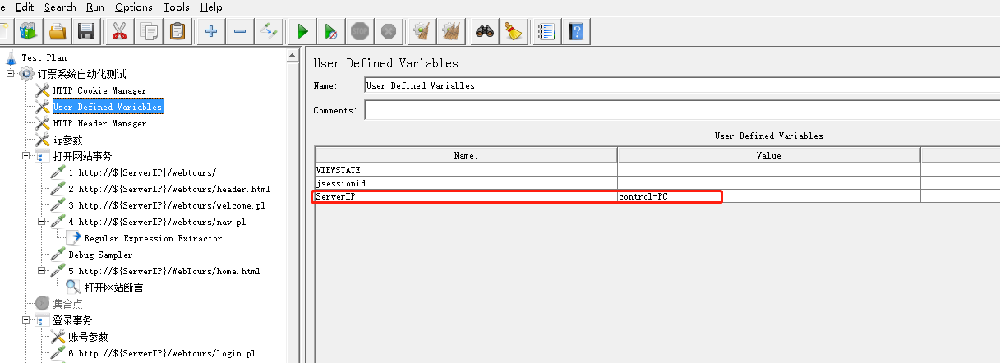 e Edit Search Run Options Tools Help
Test Plan
订票系统自动化测试
HTTP Cookie Manager
User Defined Variables
HTTP Header Manager
ip参数
打开网站事务
1 http://${ServerIP}/webtours/
2 http://${ServerIP}/webtours/header.html
3 http://${ServerIP}/webtours/welcome.pl
4 http://${ServerIP}/webtours/nav.pl
Regular Expression Extractor
Debug Sampler
5 http://${ServerIP}/WebTours/home.html
打开网站断言
集合点
登录事务
账号参数
6 http://${ServerIP}/webtours/login.pl
User Defined Variables
Name: User Defined Variables
Comments:
User Defined Variables
Name: Value
VIEWSTATE
jsessionid
ServerIP control-PC